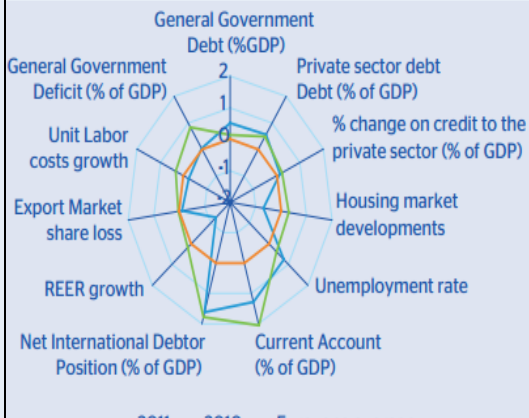 General Government
Debt (%GDP)
General Government
Deficit (% of GDP)
Private sector debt
Debt (% of GDP)
2
1
0
-1
-2
Unit Labor
costs growth
% change on credit to the
private sector (% of GDP)
Export Market
share loss
Housing market
developments
REER growth
Unemployment rate
Net International Debtor
Position (% of GDP)
Current Account
(% of GDP)